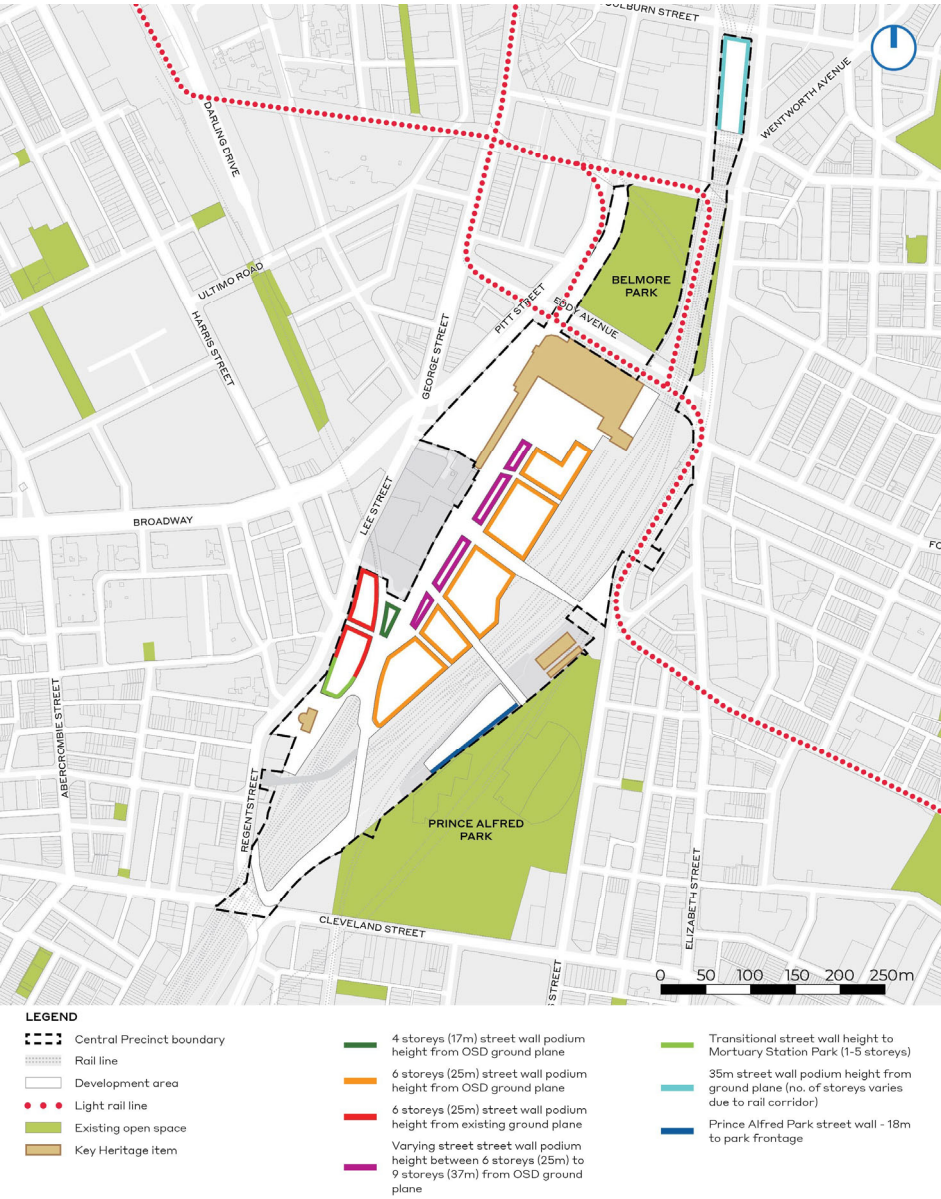 WENTWORTH AVENUE
DARLING DRIVE
ULTIMO ROAD
HARRIS STREET
BELMORE
PARK
PITT STREET
EDDY AVENUE
GEORGE STREET
LEE STREET
BROADWAY
FO
ABERCROMBIE STREET
REGENTSTREET
PRINCE ALFRED
PARK
CLEVELAND STREET
ELIZABETH STREET
S STREET
0 50 100 150 200 250m
LEGEND
Central Precinct boundary
Rail line
Development area
Light rail line
Existing open space
Key Heritage item
4 storeys (17m) street wall podium
height from OSD ground plane
6 storeys (25m) street wall podium
height from OSD ground plane
6 storeys (25m) street wall podium
height from existing ground plane
Varying street street wall podium
height between 6 storeys (25m) to
9 storeys (37m) from OSD ground
plane
Transitional street wall height to
Mortuary Station Park (1-5 storeys)
35m street wall podium height from
ground plane (no. of storeys varies
due to rail corridor)
Prince Alfred Park street wall - 18m
to park frontage